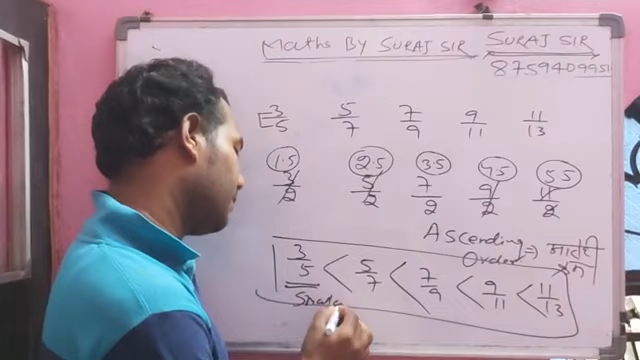 Maths BY SURAJ SIR SURAJ SIR
8759409951
3/5 5/7 7/9 9/11 11/13
1.5 2.5 3.5 4.5 5.5
3/2 5/2 7/2 9/2 11/2
Ascending
Order ⇒
3/5 < 5/7 < 7/9 < 9/11 < 11/13